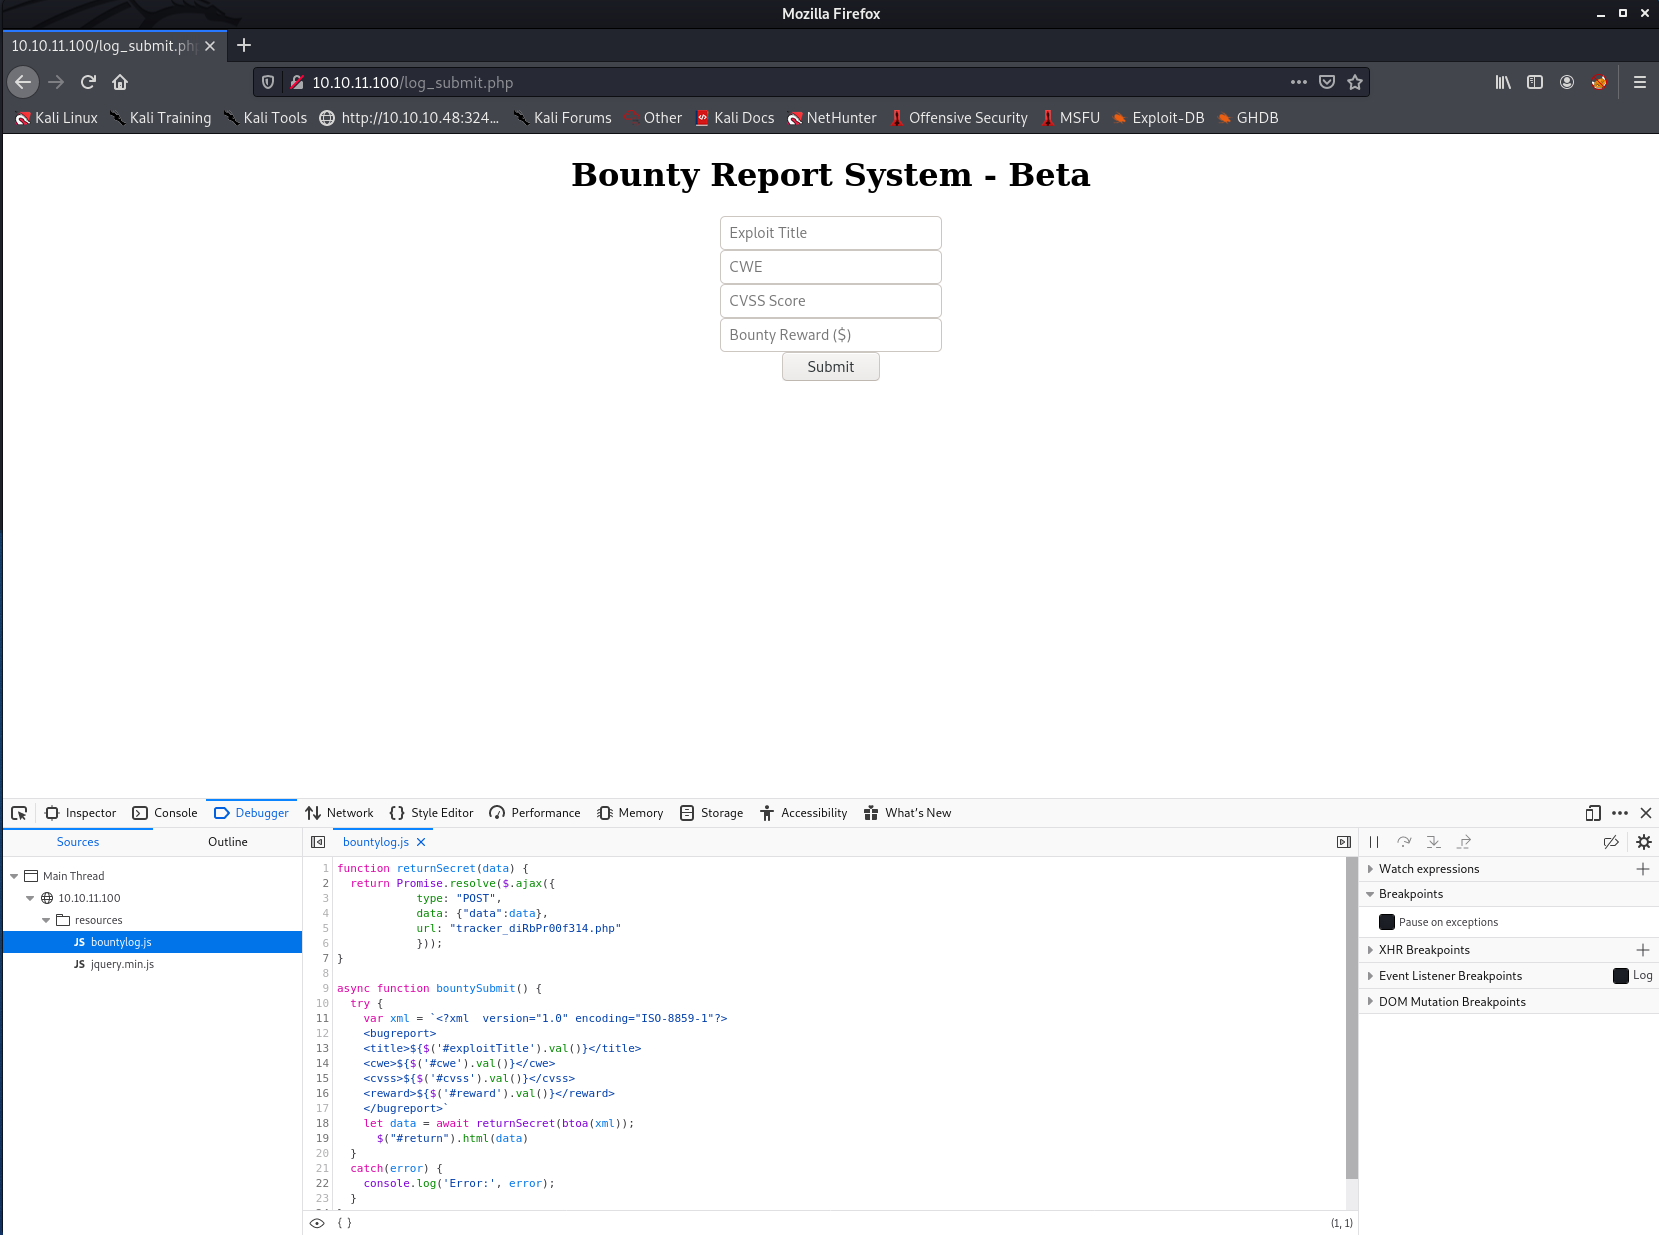 Mozilla Firefox
10.10.11.100/log_submit.ph
10.10.11.100/log_submit.php
Kali Linux Kali Training Kali Tools http://10.10.10.48:324... Kali Forums Other Kali Docs NetHunter Offensive Security MSFU Exploit-DB GHDB
Bounty Report System - Beta
Exploit Title
CWE
CVSS Score
Bounty Reward ($)
Submit
Inspector Console Debugger Network Style Editor Performance Memory Storage Accessibility What's New
Sources Outline
Main Thread
10.10.11.100
resources
JS bountylog.js
JS jquery.min.js
bountylog.js
1 function returnSecret(data) {
2 return Promise.resolve($.ajax({
3 type: "POST",
4 data: {"data":data},
5 url: "tracker_diRbPr00f314.php"
6 }));
7 }
8
9 async function bountySubmit() {
10 try {
11 var xml = `<?xml  version="1.0" encoding="ISO-8859-1"?>
12 <bugreport>
13 <title>${$('#exploitTitle').val()}</title>
14 <cwe>${$('#cwe').val()}</cwe>
15 <cvss>${$('#cvss').val()}</cvss>
16 <reward>${$('#reward').val()}</reward>
17 </bugreport>`
18 let data = await returnSecret(btoa(xml));
19 $("#return").html(data)
20 }
21 catch(error) {
22 console.log('Error:', error);
23 }
{ }
(1, 1)
Watch expressions
Breakpoints
Pause on exceptions
XHR Breakpoints
Event Listener Breakpoints Log
DOM Mutation Breakpoints